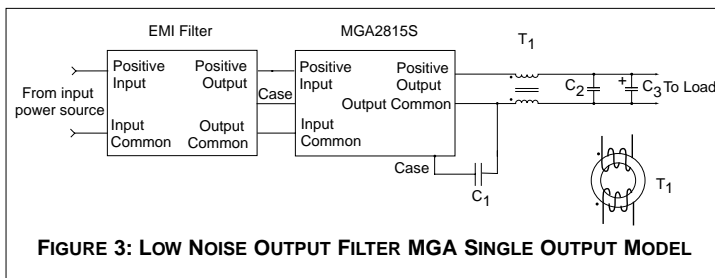 EMI Filter
MGA2815S
T1
Positive Input
Positive Output
Positive Input
Positive Output
From input power source
Case
Output Common
C2
+
C3
To Load
Input Common
Output Common
Input Common
Case
C1
T1
FIGURE 3: LOW NOISE OUTPUT FILTER MGA SINGLE OUTPUT MODEL